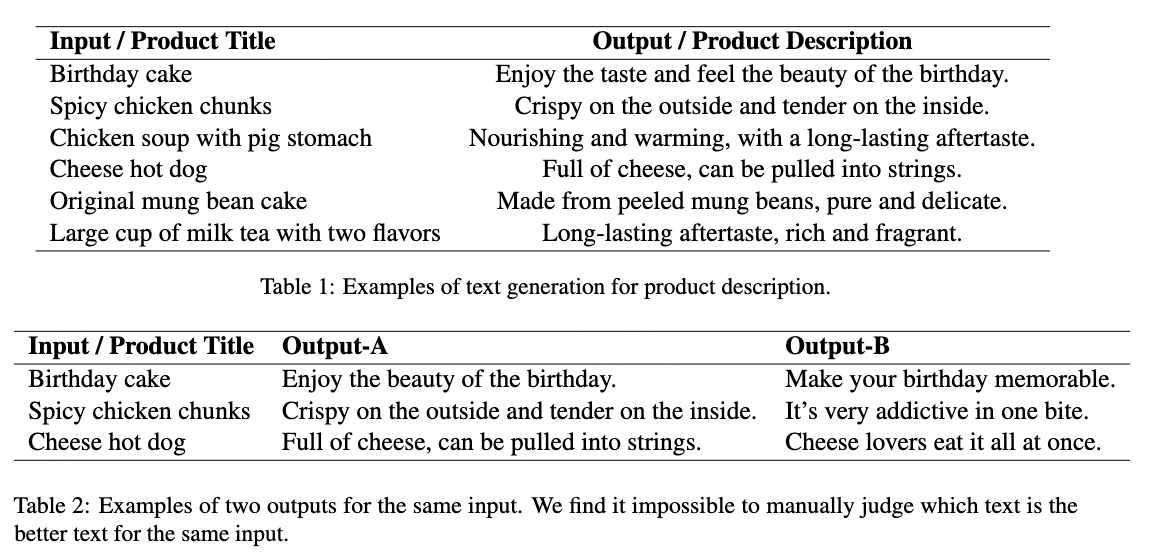 Input / Product Title Output / Product Description
Birthday cake Enjoy the taste and feel the beauty of the birthday.
Spicy chicken chunks Crispy on the outside and tender on the inside.
Chicken soup with pig stomach Nourishing and warming, with a long-lasting aftertaste.
Cheese hot dog Full of cheese, can be pulled into strings.
Original mung bean cake Made from peeled mung beans, pure and delicate.
Large cup of milk tea with two flavors Long-lasting aftertaste, rich and fragrant.
Table 1: Examples of text generation for product description.
Input / Product Title Output-A Output-B
Birthday cake Enjoy the beauty of the birthday. Make your birthday memorable.
Spicy chicken chunks Crispy on the outside and tender on the inside. It's very addictive in one bite.
Cheese hot dog Full of cheese, can be pulled into strings. Cheese lovers eat it all at once.
Table 2: Examples of two outputs for the same input. We find it impossible to manually judge which text is the
better text for the same input.